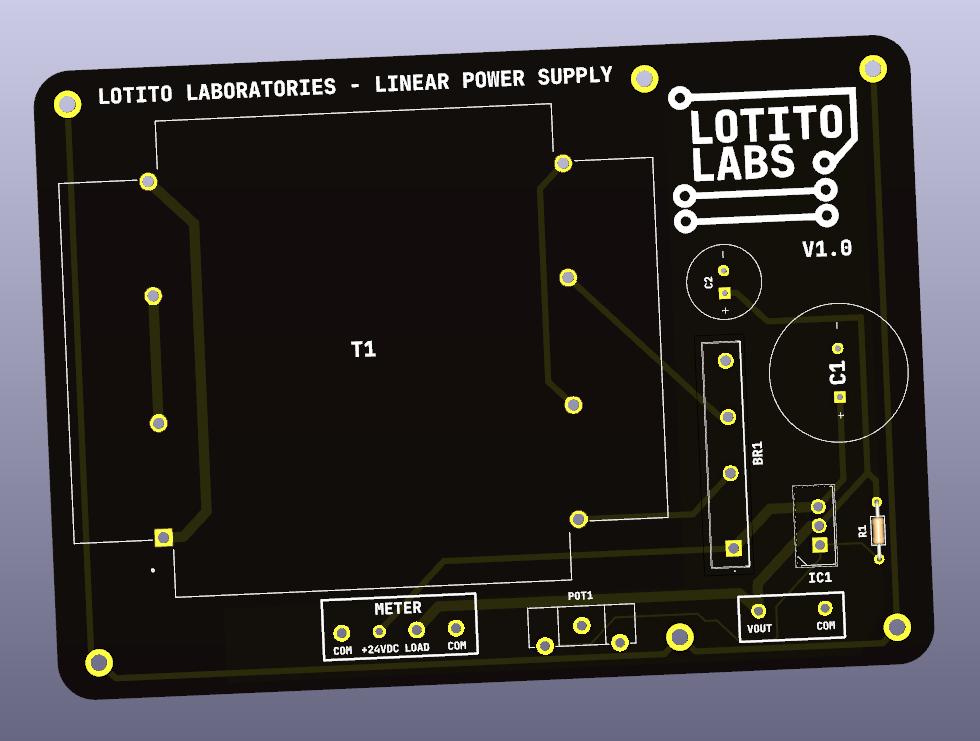 LOTITO LABORATORIES - LINEAR POWER SUPPLY
LOTITO
LABS
V1.0
C2
-
+
T1
-
C1
+
BR1
R1
IC1
METER
COM +24VDC LOAD COM
POT1
VOUT COM